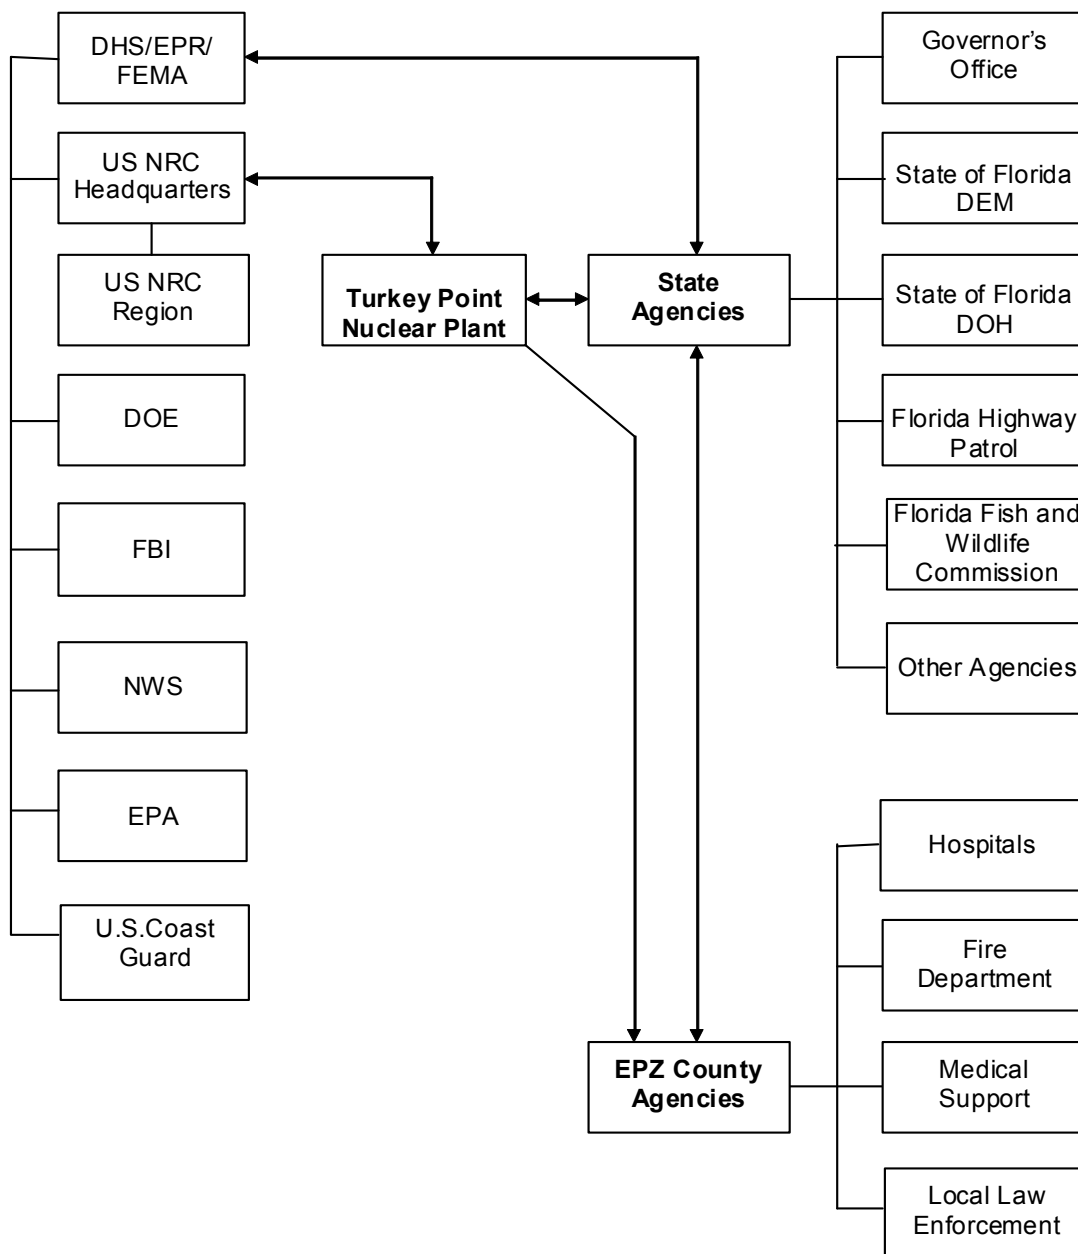 DHS/EPR/
FEMA
US NRC
Headquarters
US NRC
Region
DOE
FBI
NWS
EPA
U.S.Coast
Guard
Turkey Point
Nuclear Plant
State
Agencies
EPZ County
Agencies
Governor's
Office
State of Florida
DEM
State of Florida
DOH
Florida Highway
Patrol
Florida Fish and
Wildlife
Commission
Other Agencies
Hospitals
Fire
Department
Medical
Support
Local Law
Enforcement